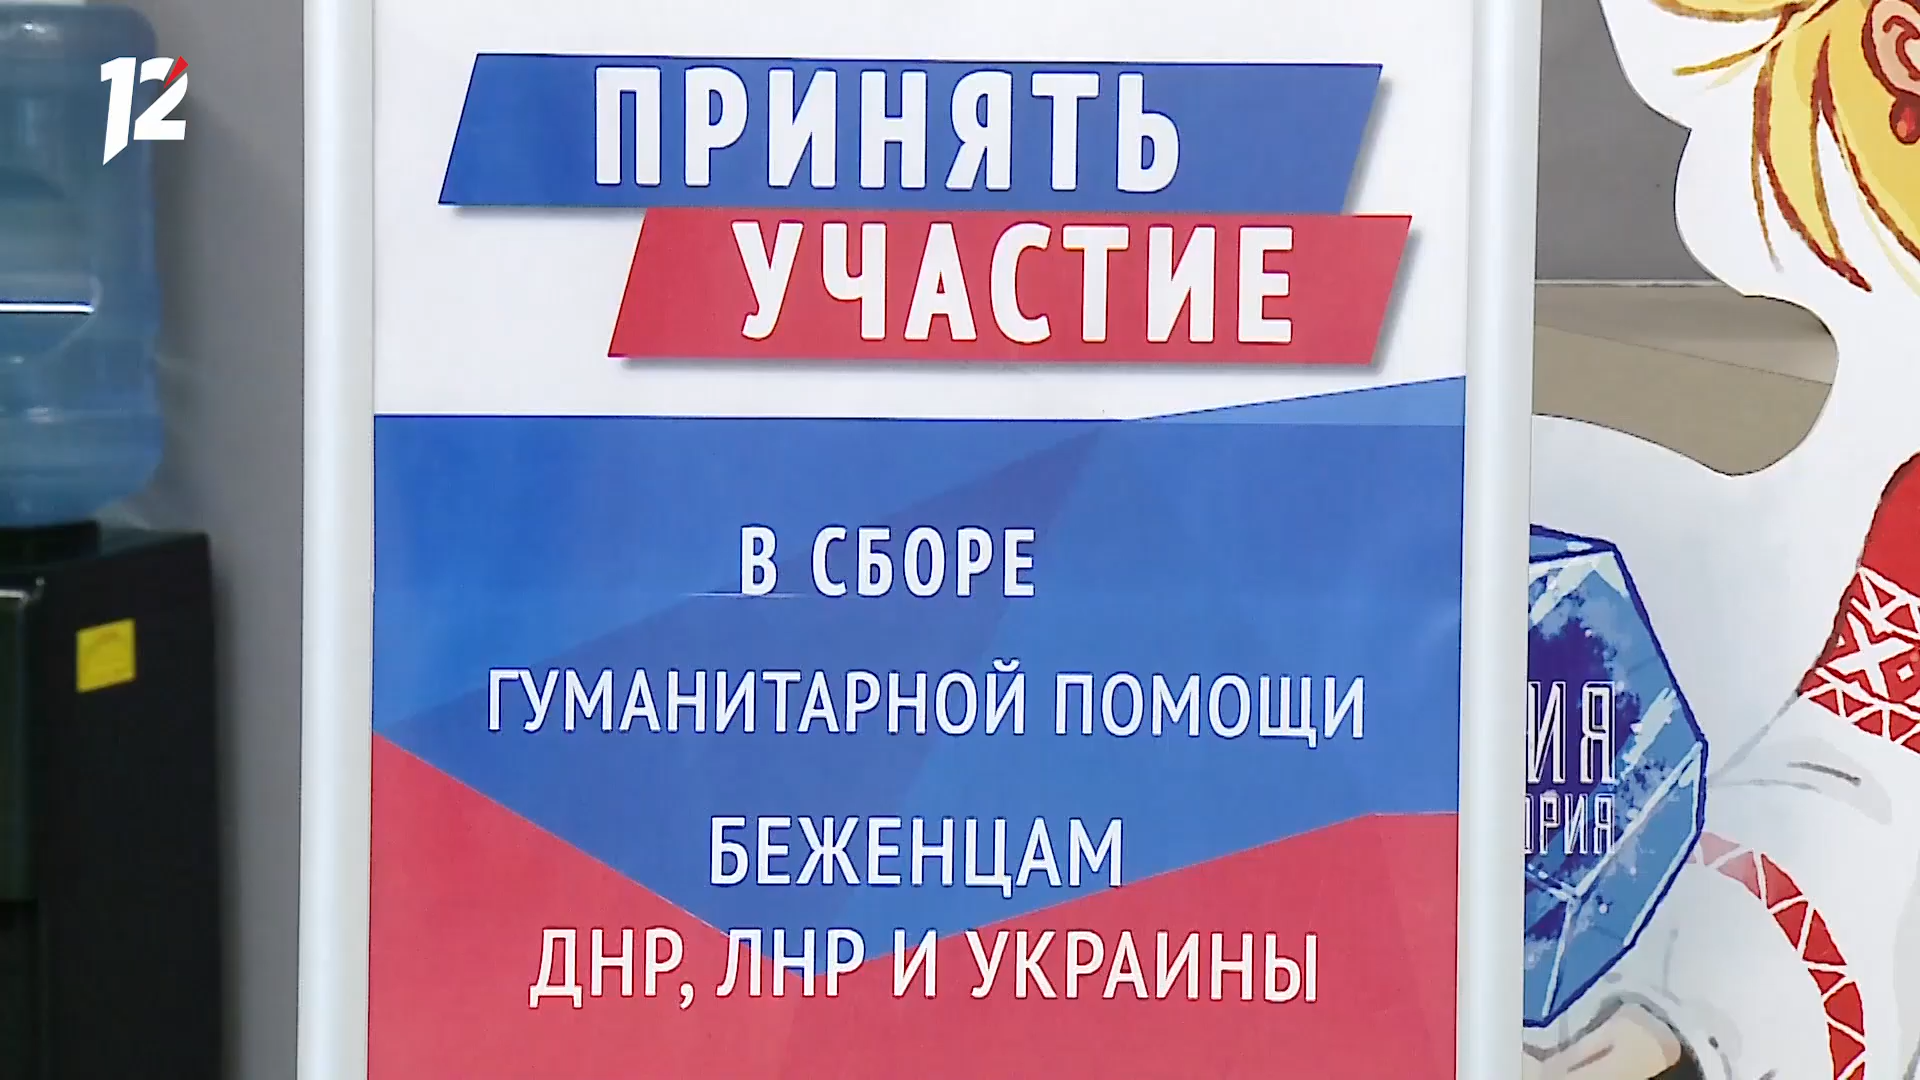 12
ПРИНЯТЬ
УЧАСТИЕ
В СБОРЕ
ГУМАНИТАРНОЙ ПОМОЩИ
БЕЖЕНЦАМ
ДНР, ЛНР И УКРАИНЫ